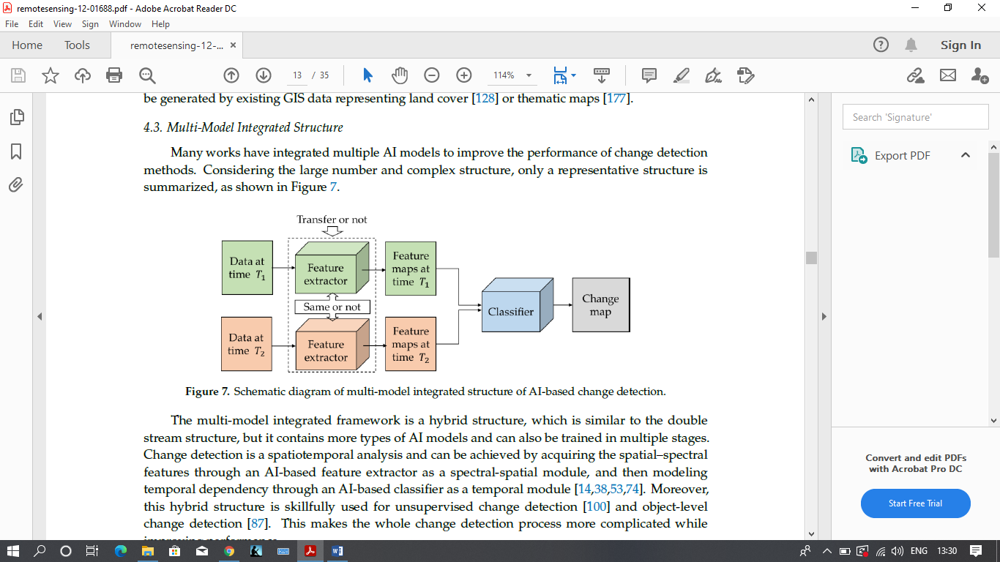 remotesensing-12-01688.pdf - Adobe Acrobat Reader DC
File Edit View Sign Window Help
Home Tools remotesensing-12-... × Sign In
13 / 35 114%
be generated by existing GIS data representing land cover [128] or thematic maps [177].
4.3. Multi-Model Integrated Structure
Many works have integrated multiple AI models to improve the performance of change detection
methods. Considering the large number and complex structure, only a representative structure is
summarized, as shown in Figure 7.
Transfer or not
Data at
time T1
Feature
extractor
Feature
maps at
time T1
Same or not
Classifier
Change
map
Data at
time T2
Feature
extractor
Feature
maps at
time T2
Figure 7. Schematic diagram of multi-model integrated structure of AI-based change detection.
The multi-model integrated framework is a hybrid structure, which is similar to the double
stream structure, but it contains more types of AI models and can also be trained in multiple stages.
Change detection is a spatiotemporal analysis and can be achieved by acquiring the spatial–spectral
features through an AI-based feature extractor as a spectral-spatial module, and then modeling
temporal dependency through an AI-based classifier as a temporal module [14,38,53,74]. Moreover,
this hybrid structure is skillfully used for unsupervised change detection [100] and object-level
change detection [87]. This makes the whole change detection process more complicated while
Search 'Signature'
Export PDF
Convert and edit PDFs
with Acrobat Pro DC
Start Free Trial
ENG 13:30